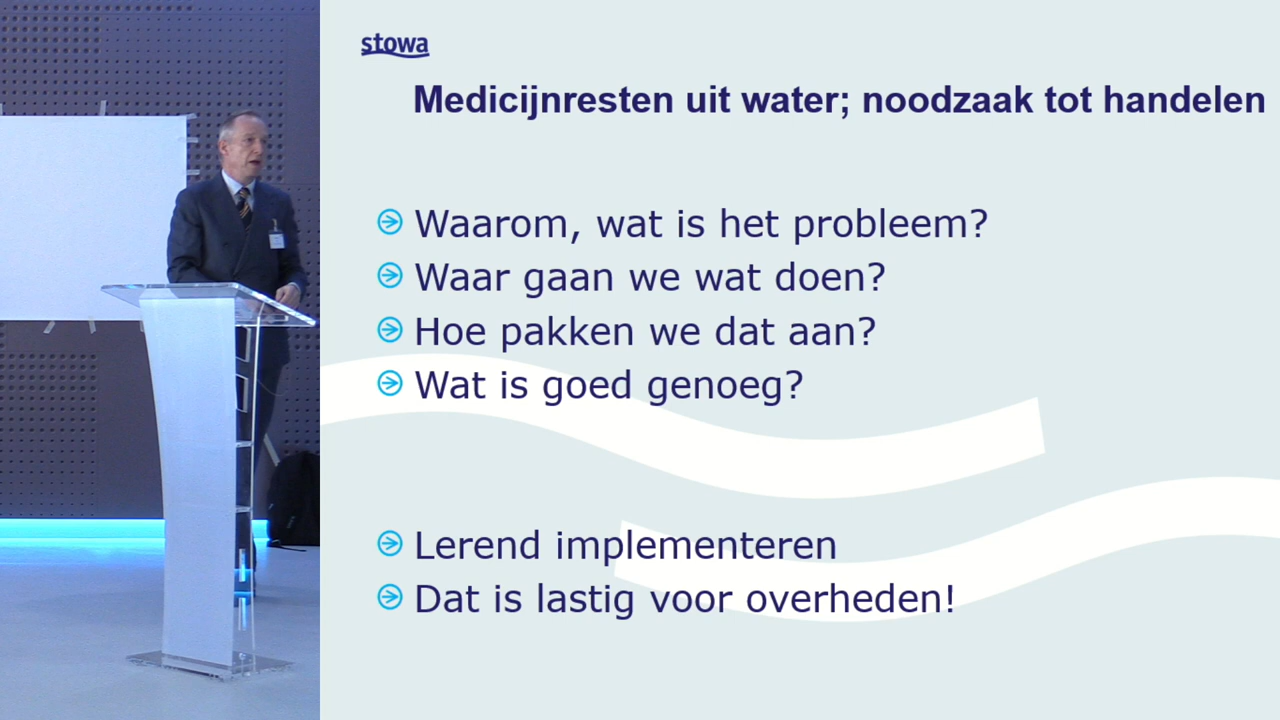 stowa
Medicijnresten uit water; noodzaak tot handelen
Waarom, wat is het probleem?
Waar gaan we wat doen?
Hoe pakken we dat aan?
Wat is goed genoeg?
Lerend implementeren
Dat is lastig voor overheden!